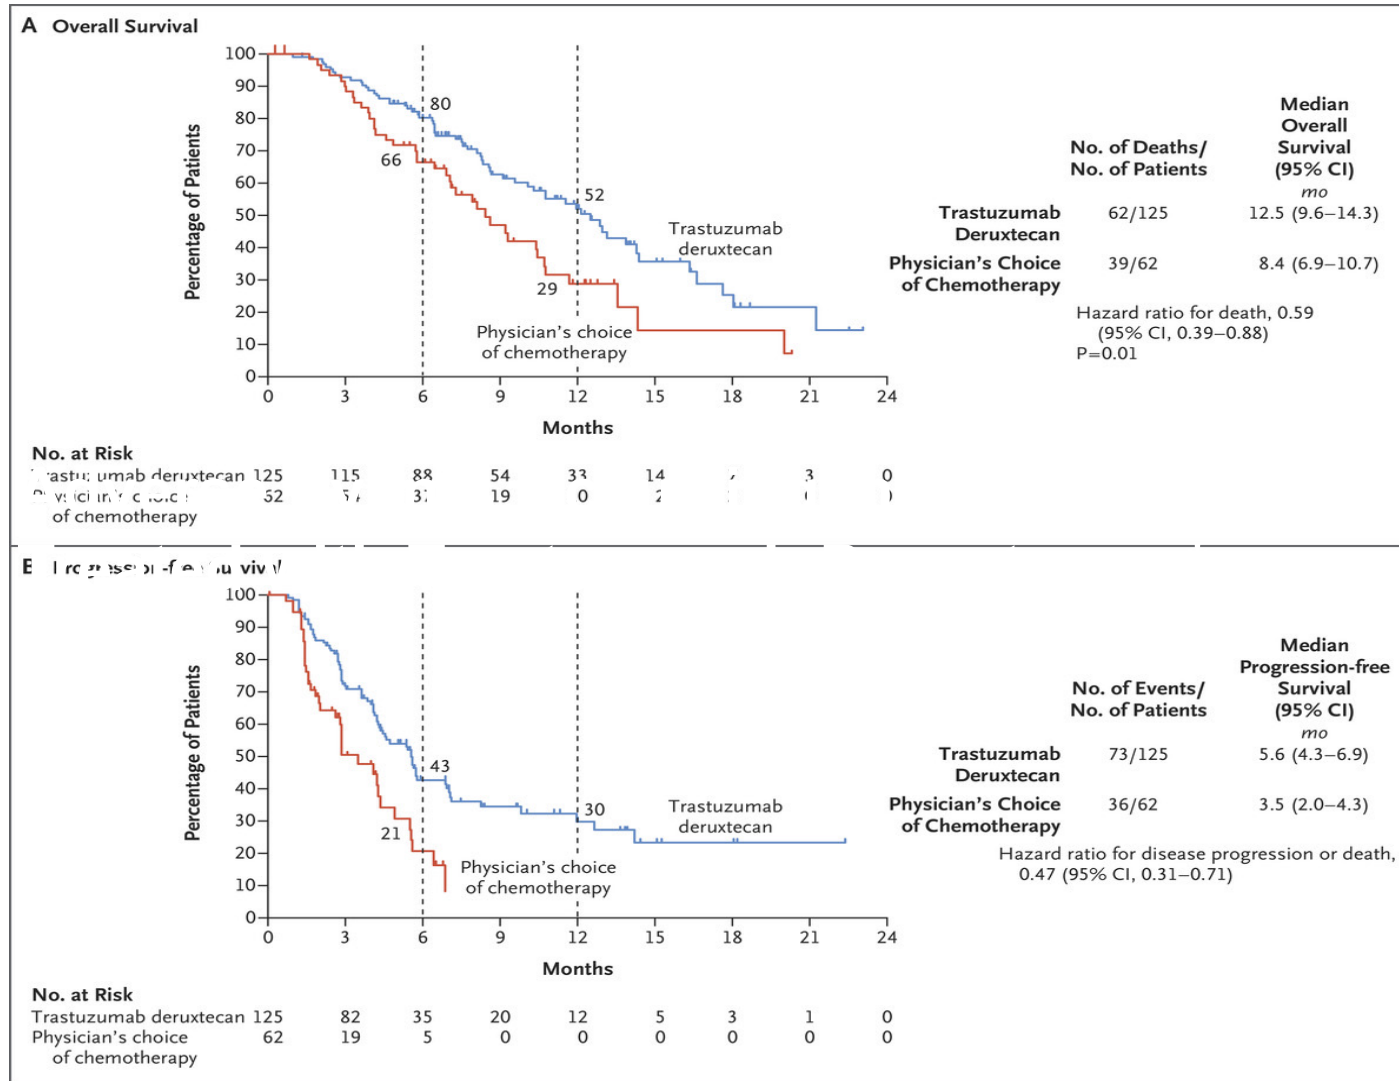 A Overall Survival
100
90
80
70
60
50
40
30
20
10
0
Percentage of Patients
80
66
52
29
Trastuzumab
deruxtecan
Physician's choice
of chemotherapy
0 3 6 9 12 15 18 21 24
Months
No. of Deaths/
No. of Patients
Median
Overall
Survival
(95% CI)
mo
Trastuzumab
Deruxtecan
62/125 12.5 (9.6–14.3)
Physician's Choice
of Chemotherapy
39/62 8.4 (6.9–10.7)
Hazard ratio for death, 0.59
(95% CI, 0.39–0.88)
P=0.01
No. at Risk
Trastuzumab deruxtecan 125 115 88 54 33 14 3 0
19
of chemotherapy
B Progression-free Survival
100
90
80
70
60
50
40
30
20
10
0
Percentage of Patients
43
21
30
Trastuzumab
deruxtecan
Physician's choice
of chemotherapy
0 3 6 9 12 15 18 21 24
Months
No. of Events/
No. of Patients
Median
Progression-free
Survival
(95% CI)
mo
Trastuzumab
Deruxtecan
73/125 5.6 (4.3–6.9)
Physician's Choice
of Chemotherapy
36/62 3.5 (2.0–4.3)
Hazard ratio for disease progression or death,
0.47 (95% CI, 0.31–0.71)
No. at Risk
Trastuzumab deruxtecan 125 82 35 20 12 5 3 1 0
Physician's choice 62 19 5 0 0 0 0 0 0
of chemotherapy